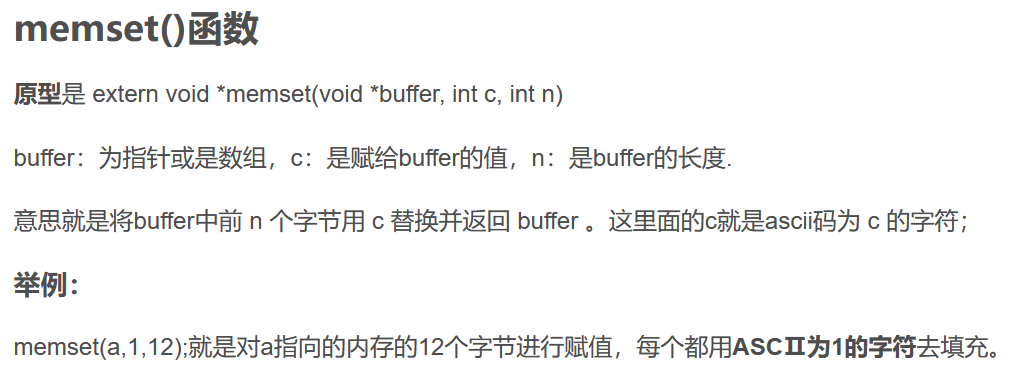 memset()函数
原型是 extern void *memset(void *buffer, int c, int n)
buffer：为指针或是数组，c：是赋给buffer的值，n：是buffer的长度.
意思就是将buffer中前 n 个字节用 c 替换并返回 buffer 。这里面的c就是ascii码为 c 的字符；
举例：
memset(a,1,12);就是对a指向的内存的12个字节进行赋值，每个都用ASCⅡ为1的字符去填充。